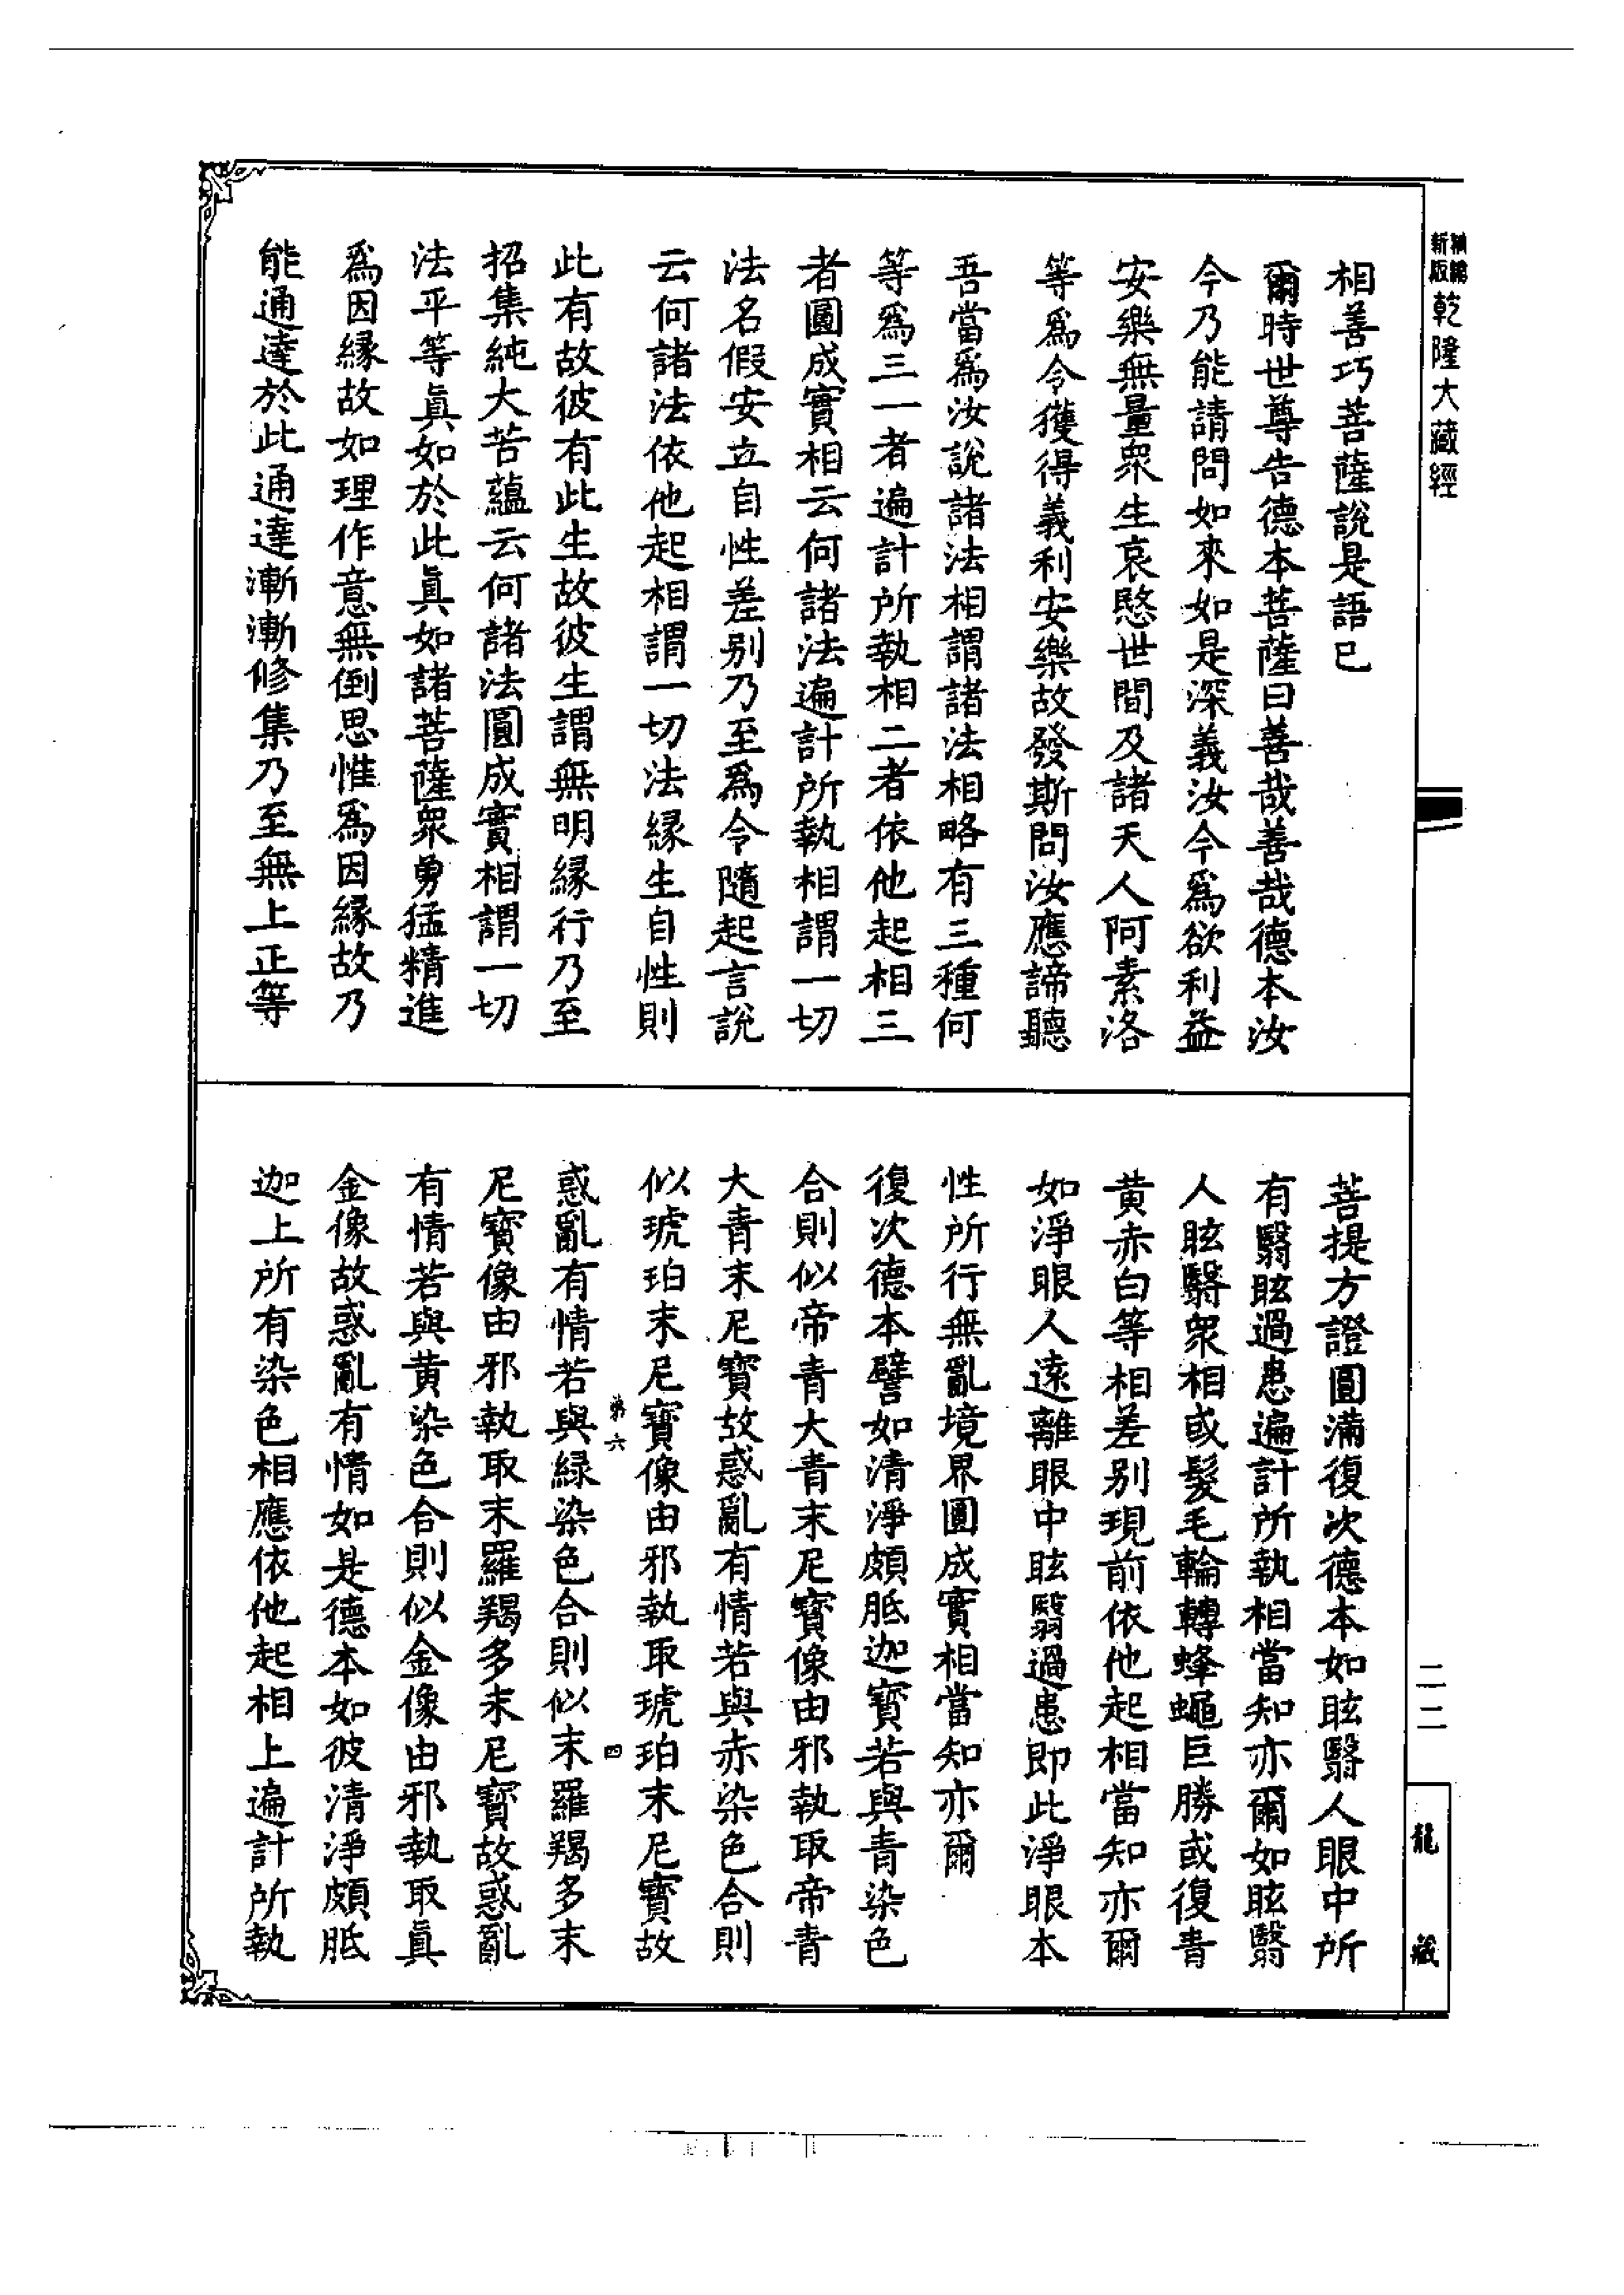 新編
縮版
乾隆大藏經
相善巧菩薩說是語已
爾時世尊告德本菩薩曰善哉善哉德本汝
今乃能請問如來如是深義汝今爲欲利益
安樂無量衆生哀愍世間及諸天人阿素洛
等爲令獲得義利安樂故發斯問汝應諦聽
吾當爲汝說諸法相謂諸法相略有三種何
等爲三一者遍計所執相二者依他起相三
者圓成實相云何諸法遍計所執相謂一切
法名假安立自性差別乃至爲令隨起言說
云何諸法依他起相謂一切法緣生自性則
此有故彼有此生故彼生謂無明緣行乃至
招集純大苦蘊云何諸法圓成實相謂一切
法平等眞如於此眞如諸菩薩衆勇猛精進
爲因緣故如理作意無倒思惟爲因緣故乃
能通達於此通達漸漸修集乃至無上正等
菩提方證圓滿復次德本如眩翳人眼中所
有翳眩過患遍計所執相當知亦爾如眩翳
人眩翳衆相或髮毛輪轉蜂蠅巨勝或復青
黄赤白等相差别現前依他起相當知亦爾
如淨眼人遠離眼中眩翳過患即此淨眼本
性所行無亂境界圓成實相當知亦爾
復次德本譬如清淨頗胝迦寶若與青染色
合則似帝青大青末尼寶像由邪執取帝青
大青末尼寶故惑亂有情若與赤染色合則
似琥珀末尼寶像由邪執取琥珀末尼寶故
第六 四
惑亂有情若與緑染色合則似末羅羯多末
尼寶像由邪執取末羅羯多末尼寶故惑亂
有情若與黄染色合則似金像由邪執取眞
金像故惑亂有情如是德本如彼清淨頗胝
迦上所有染色相應依他起相上遍計所執
二二
龍藏